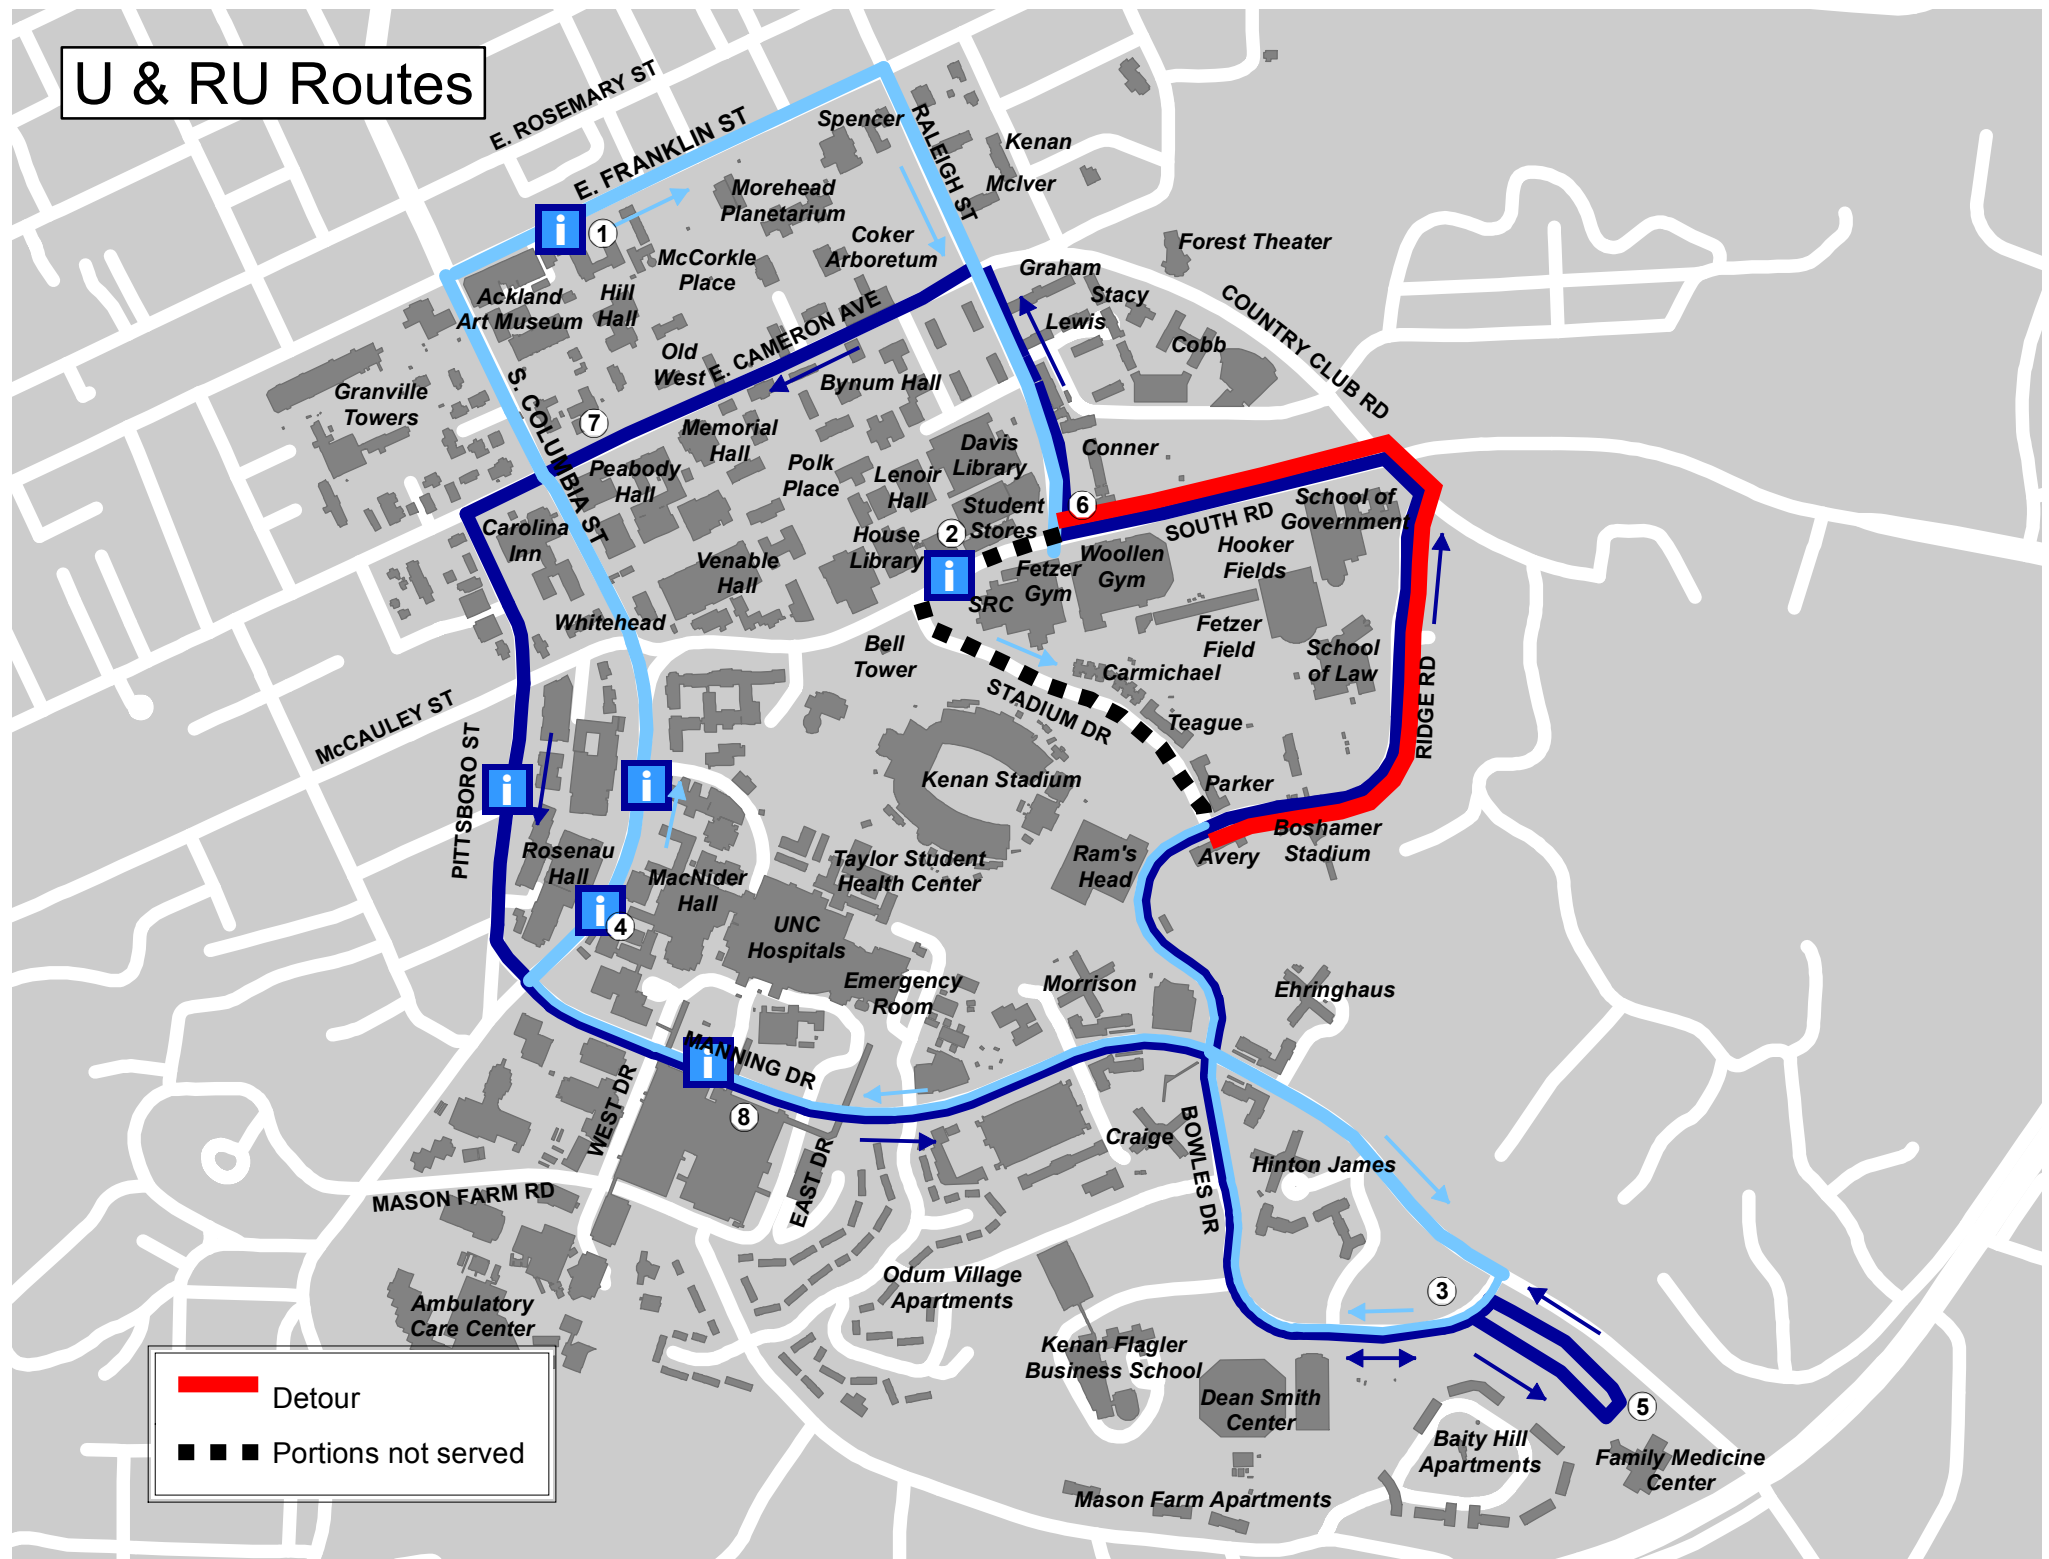 U & RU Routes
E. ROSEMARY ST
E. FRANKLIN ST
Spencer
RALEIGH ST
Kenan
McIver
Morehead
Planetarium
i
1
Coker
Arboretum
Forest Theater
McCorkle
Place
Graham
Ackland
Art Museum
Hill
Hall
Stacy
Lewis
COUNTRY CLUB RD
E. CAMERON AVE
Old
West
Cobb
Bynum Hall
Granville
Towers
S. COLUMBIA ST
7
Memorial
Hall
Davis
Library
Conner
Peabody
Hall
Polk
Place
Lenoir
Hall
6
School of
Government
Student
Stores
SOUTH RD
Carolina
Inn
2
House
Library
Venable
Hall
i
Fetzer
Gym
Woollen
Gym
Hooker
Fields
SRC
Whitehead
Bell
Tower
Fetzer
Field
School
of Law
Carmichael
STADIUM DR
Teague
RIDGE RD
McCAULEY ST
PITTSBORO ST
i
i
Kenan Stadium
Parker
Boshamer
Stadium
Avery
Ram's
Head
Rosenau
Hall
Taylor Student
Health Center
MacNider
Hall
i
4
UNC
Hospitals
Emergency
Room
Morrison
Ehringhaus
MANNING DR
i
WEST DR
8
EAST DR
Craige
BOWLES DR
Hinton James
MASON FARM RD
Odum Village
Apartments
3
Ambulatory
Care Center
Kenan Flagler
Business School
Dean Smith
Center
5
Baity Hill
Apartments
Family Medicine
Center
Mason Farm Apartments
Detour
Portions not served